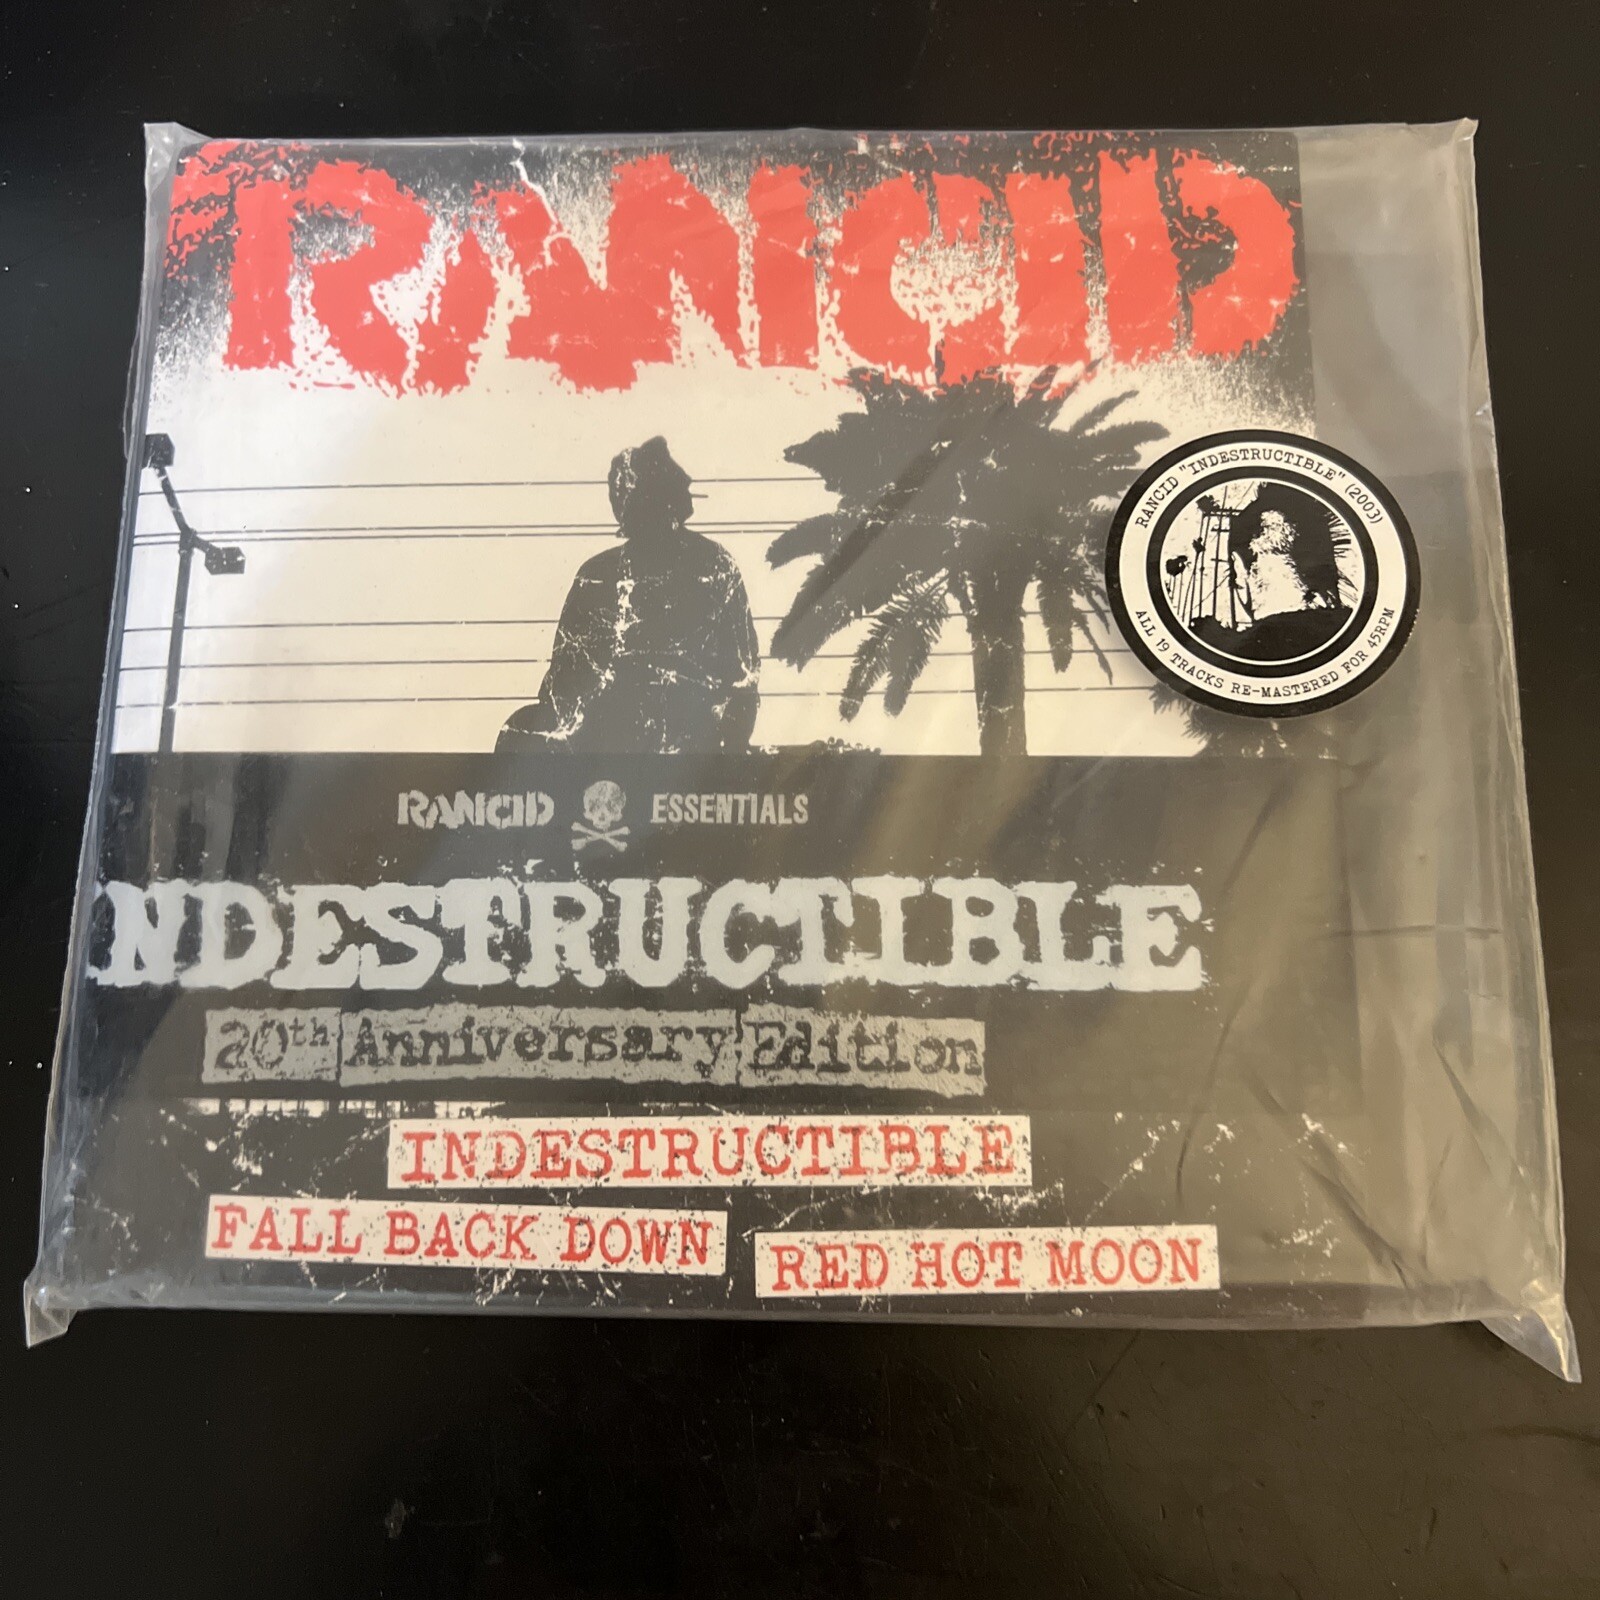 RANCID
RANCID "INDESTRUCTIBLE" (2003)
ALL 19 TRACKS RE-MASTERED FOR 45RPM
RANCID ESSENTIALS
INDESTRUCTIBLE
20th Anniversary Edition
INDESTRUCTIBLE
FALL BACK DOWN
RED HOT MOON